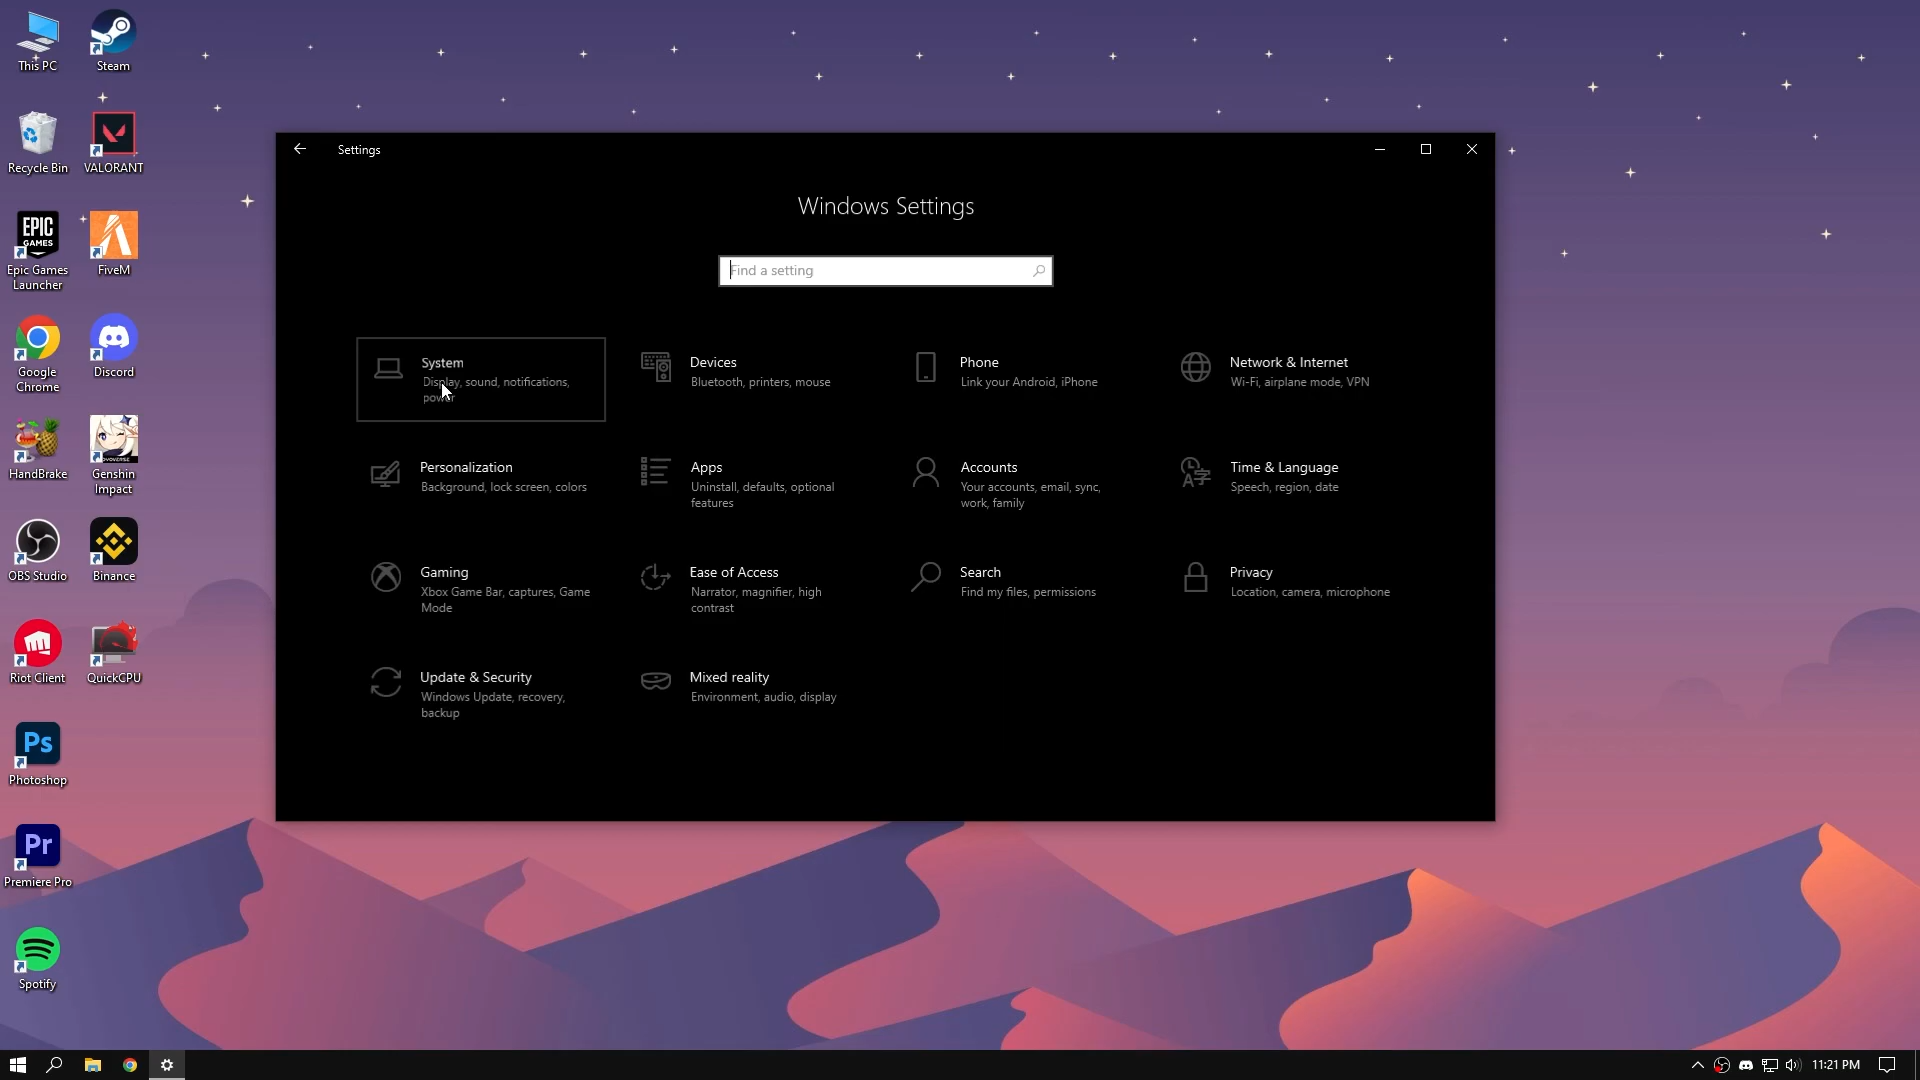 This PC
Steam
Recycle Bin
VALORANT
EPIC
GAMES
Epic Games
Launcher
FiveM
Google
Chrome
Discord
HandBrake
Genshin
Impact
OBS Studio
Binance
Riot Client
QuickCPU
Ps
Photoshop
Pr
Premiere Pro
Spotify
Settings
Windows Settings
Find a setting
System
Display, sound, notifications,
power
Devices
Bluetooth, printers, mouse
Phone
Link your Android, iPhone
Network & Internet
Wi-Fi, airplane mode, VPN
Personalization
Background, lock screen, colors
Apps
Uninstall, defaults, optional
features
Accounts
Your accounts, email, sync,
work, family
Time & Language
Speech, region, date
Gaming
Xbox Game Bar, captures, Game
Mode
Ease of Access
Narrator, magnifier, high
contrast
Search
Find my files, permissions
Privacy
Location, camera, microphone
Update & Security
Windows Update, recovery,
backup
Mixed reality
Environment, audio, display
11:21 PM